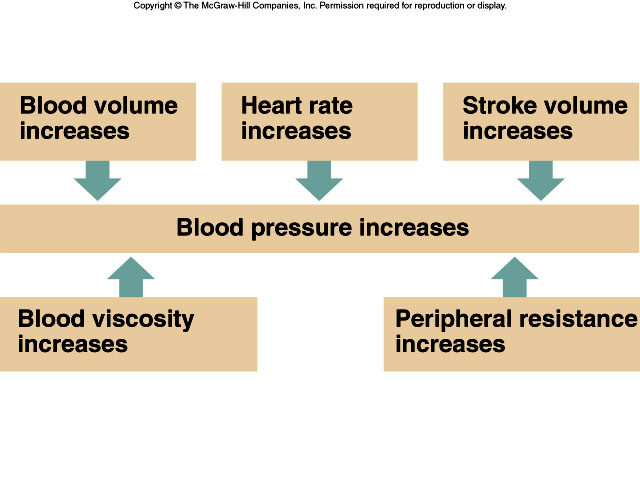 Copyright © The McGraw-Hill Companies, Inc. Permission required for reproduction or display.
Blood volume
increases
Heart rate
increases
Stroke volume
increases
Blood pressure increases
Blood viscosity
increases
Peripheral resistance
increases